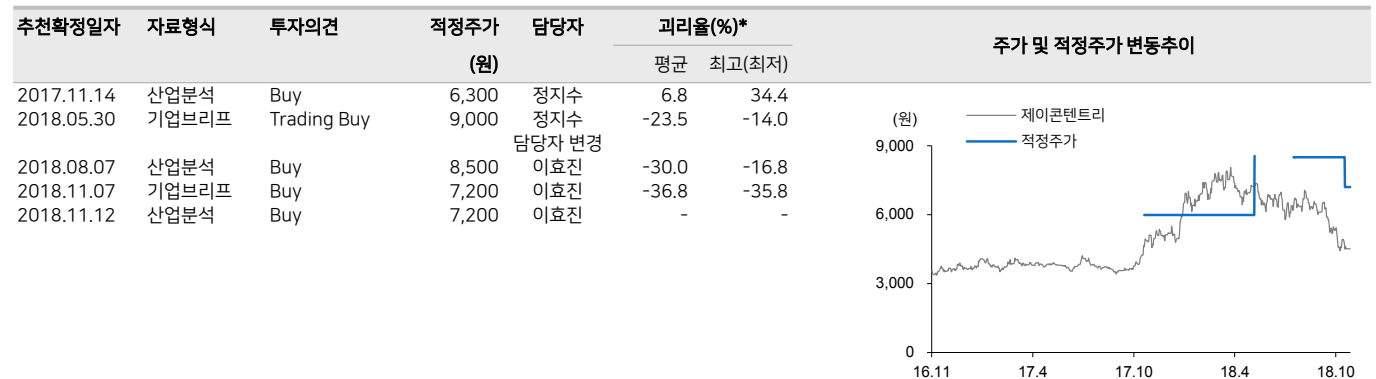 추천확정일자 자료형식 투자의견 적정주가 담당자 괴리율(%)* 주가 및 적정주가 변동추이
(원) 평균 최고(최저)
2017.11.14 산업분석 Buy 6,300 정지수 6.8 34.4
2018.05.30 기업브리프 Trading Buy 9,000 정지수 -23.5 -14.0
담당자 변경
2018.08.07 산업분석 Buy 8,500 이효진 -30.0 -16.8
2018.11.07 기업브리프 Buy 7,200 이효진 -36.8 -35.8
2018.11.12 산업분석 Buy 7,200 이효진 - -
(원)
제이콘텐트리
적정주가
9,000
6,000
3,000
0
16.11 17.4 17.10 18.4 18.10